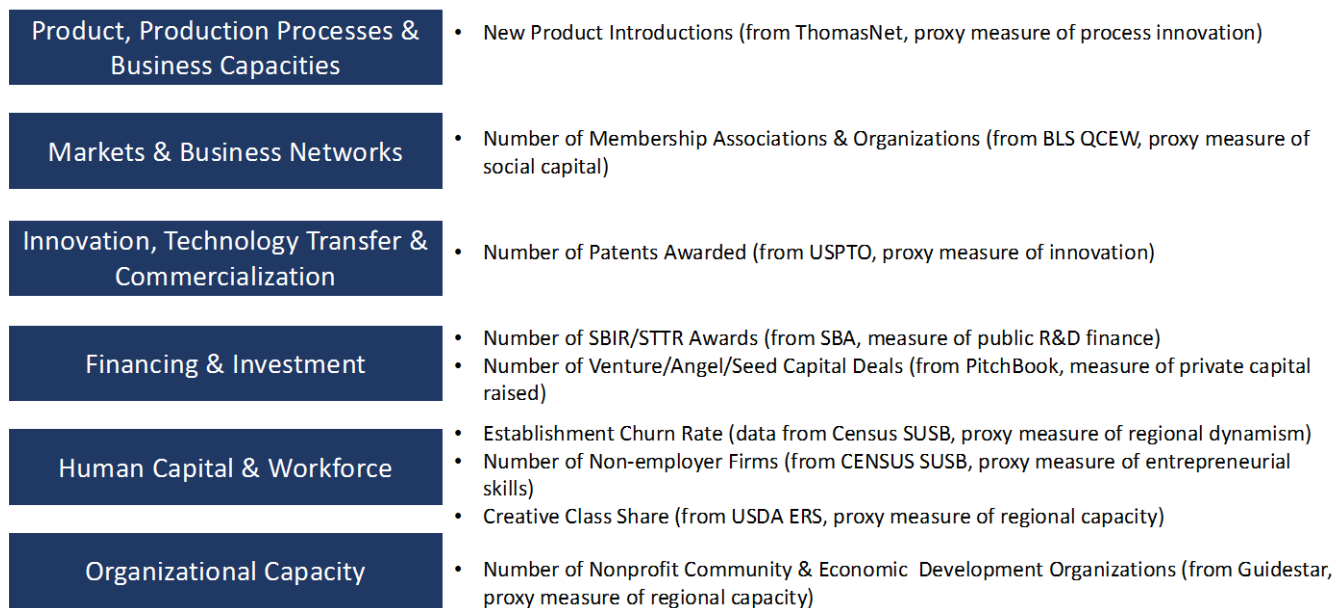 Product, Production Processes &
Business Capacities
• New Product Introductions (from ThomasNet, proxy measure of process innovation)
Markets & Business Networks
• Number of Membership Associations & Organizations (from BLS QCEW, proxy measure of
social capital)
Innovation, Technology Transfer &
Commercialization
• Number of Patents Awarded (from USPTO, proxy measure of innovation)
Financing & Investment
• Number of SBIR/STTR Awards (from SBA, measure of public R&D finance)
• Number of Venture/Angel/Seed Capital Deals (from PitchBook, measure of private capital
raised)
Human Capital & Workforce
• Establishment Churn Rate (data from Census SUSB, proxy measure of regional dynamism)
• Number of Non-employer Firms (from CENSUS SUSB, proxy measure of entrepreneurial
skills)
• Creative Class Share (from USDA ERS, proxy measure of regional capacity)
Organizational Capacity
• Number of Nonprofit Community & Economic Development Organizations (from Guidestar,
proxy measure of regional capacity)